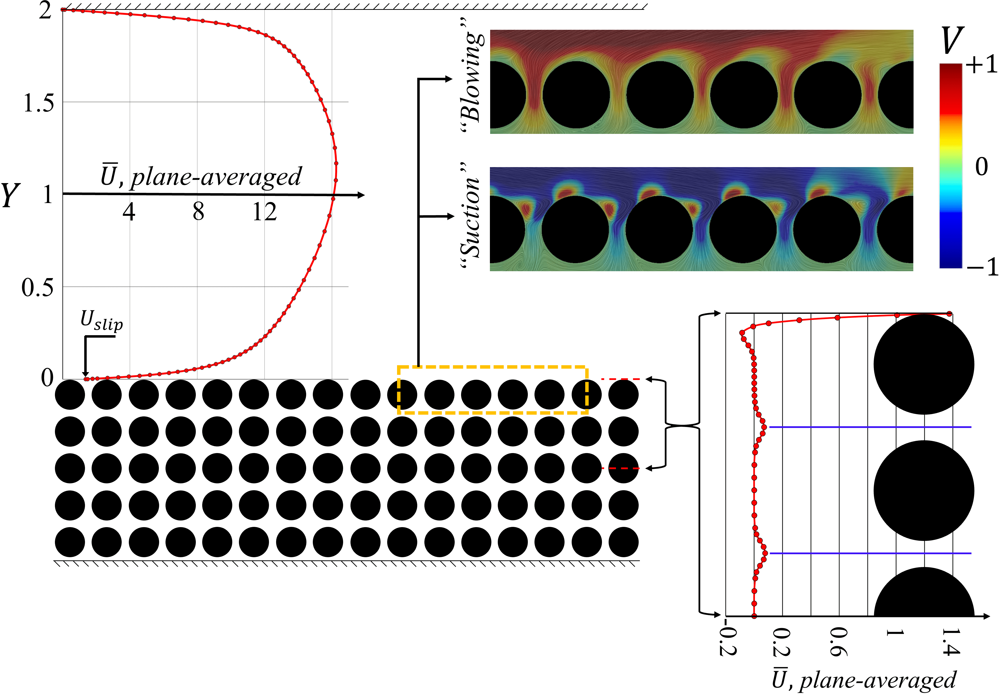 2
1.5
Y
1
0.5
0
U̅, plane-averaged
4 8 12
U_slip
“Blowing”
“Suction”
V
+1
0
−1
-0.2 0.2 0.6 1 1.4
U̅, plane-averaged